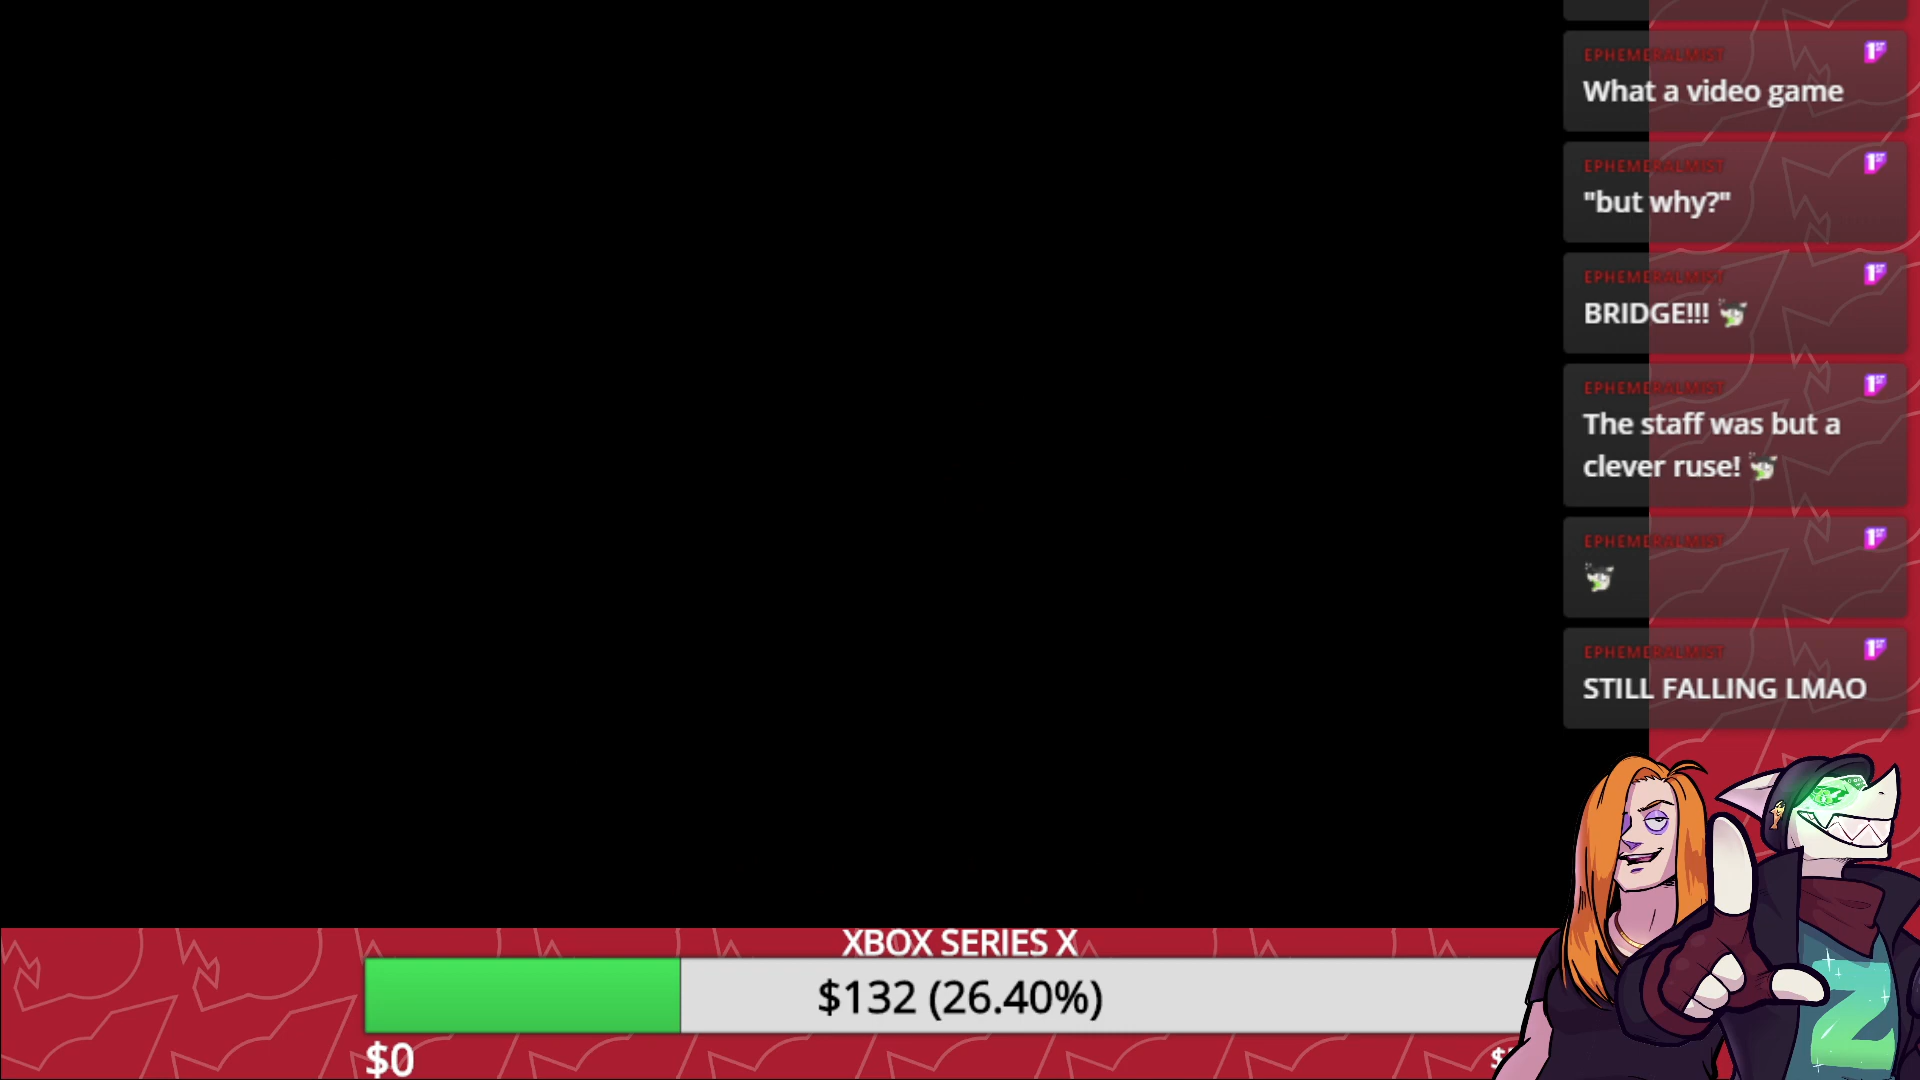 EPHEMERALMIST
What a video game
EPHEMERALMIST
"but why?"
EPHEMERALMIST
BRIDGE!!!
EPHEMERALMIST
The staff was but a
clever ruse!
EPHEMERALMIST
EPHEMERALMIST
STILL FALLING LMAO
XBOX SERIES X
$132 (26.40%)
$0
Z